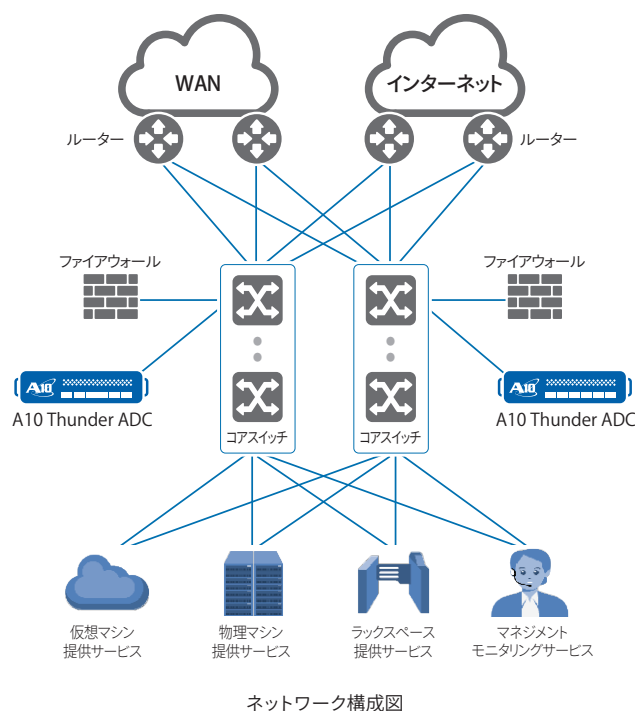 WAN
インターネット
ルーター
ルーター
ファイアウォール
ファイアウォール
A10
A10
A10 Thunder ADC
A10 Thunder ADC
コアスイッチ
コアスイッチ
仮想マシン
提供サービス
物理マシン
提供サービス
ラックスペース
提供サービス
マネジメント
モニタリングサービス
ネットワーク構成図